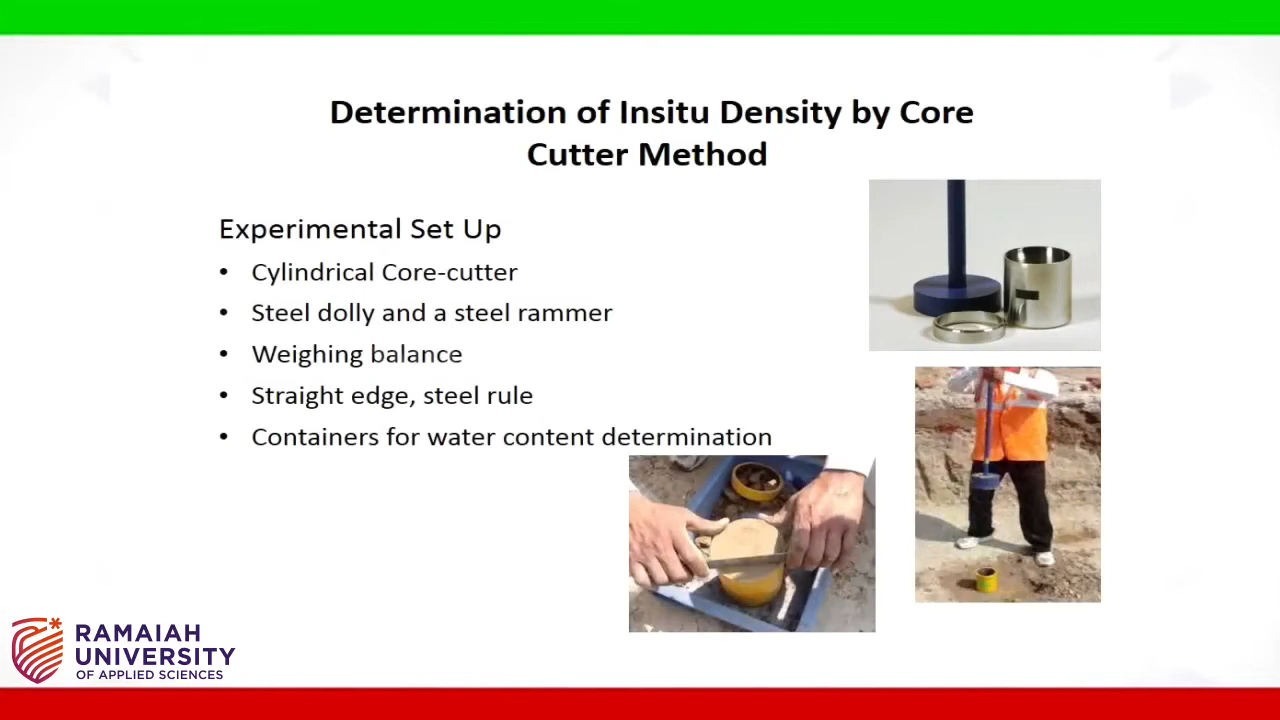 Determination of Insitu Density by Core
Cutter Method
Experimental Set Up
• Cylindrical Core-cutter
• Steel dolly and a steel rammer
• Weighing balance
• Straight edge, steel rule
• Containers for water content determination
RAMAIAH
UNIVERSITY
OF APPLIED SCIENCES